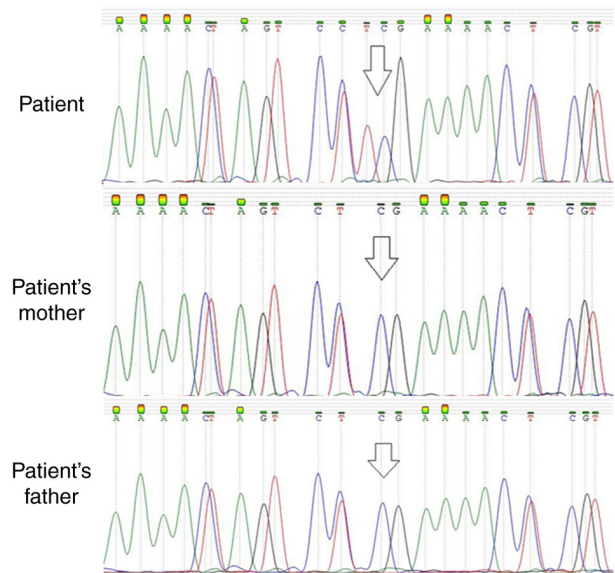 A A A A C T A G T C C T C G A A A A C T C G T
Patient
A A A A C T A G T C T C G A A A A C T C G T
Patient's
mother
A A A A C T A G T C T C G A A A A C T C G T
Patient's
father